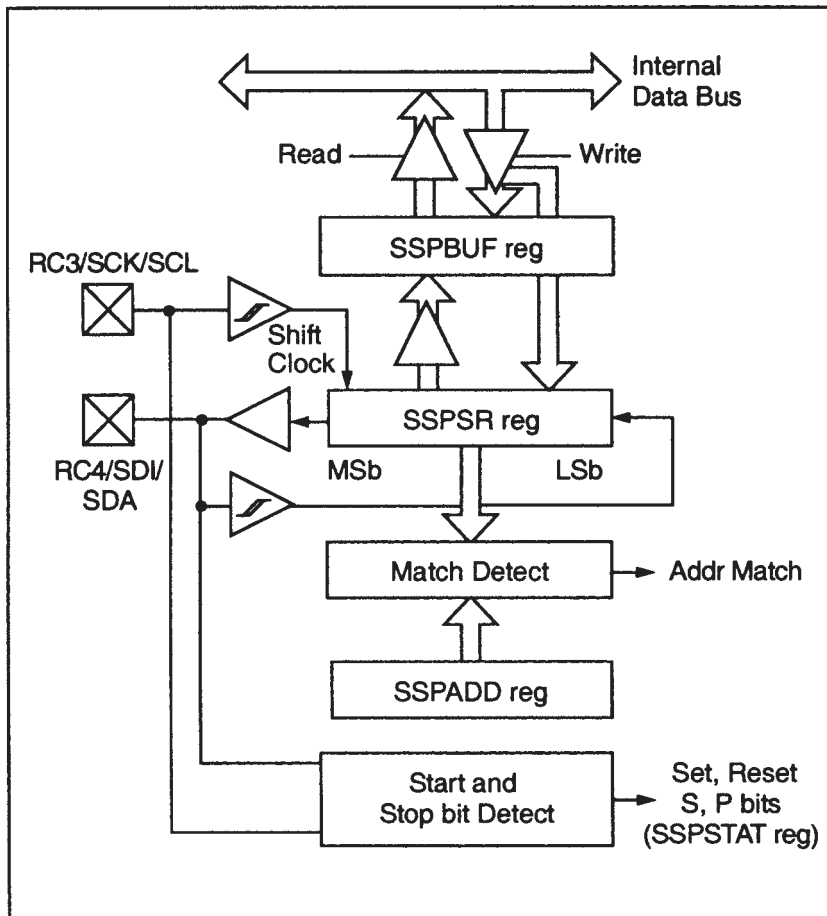 Internal
Data Bus
Read
Write
SSPBUF reg
RC3/SCK/SCL
Shift
Clock
SSPSR reg
MSb
LSb
RC4/SDI/
SDA
Match Detect
Addr Match
SSPADD reg
Start and
Stop bit Detect
Set, Reset
S, P bits
(SSPSTAT reg)